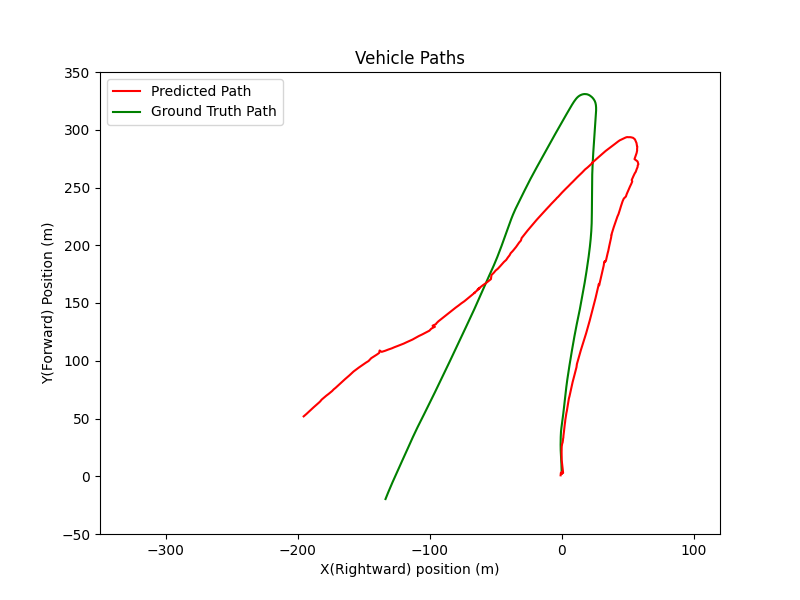 Vehicle Paths
Predicted Path
Ground Truth Path
Y(Forward) Position (m)
350
300
250
200
150
100
50
0
−50
−300
−200
−100
0
100
X(Rightward) position (m)